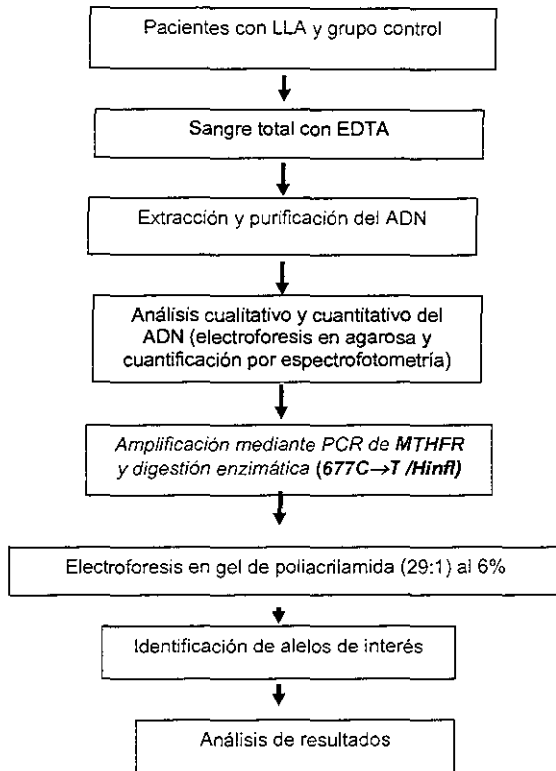 Pacientes con LLA y grupo control
Sangre total con EDTA
Extracción y purificación del ADN
Análisis cualitativo y cuantitativo del
ADN (electroforesis en agarosa y
cuantificación por espectrofotometría)
Amplificación mediante PCR de MTHFR
y digestión enzimática (677C→T /HinfI)
Electroforesis en gel de poliacrilamida (29:1) al 6%
Identificación de alelos de interés
Análisis de resultados